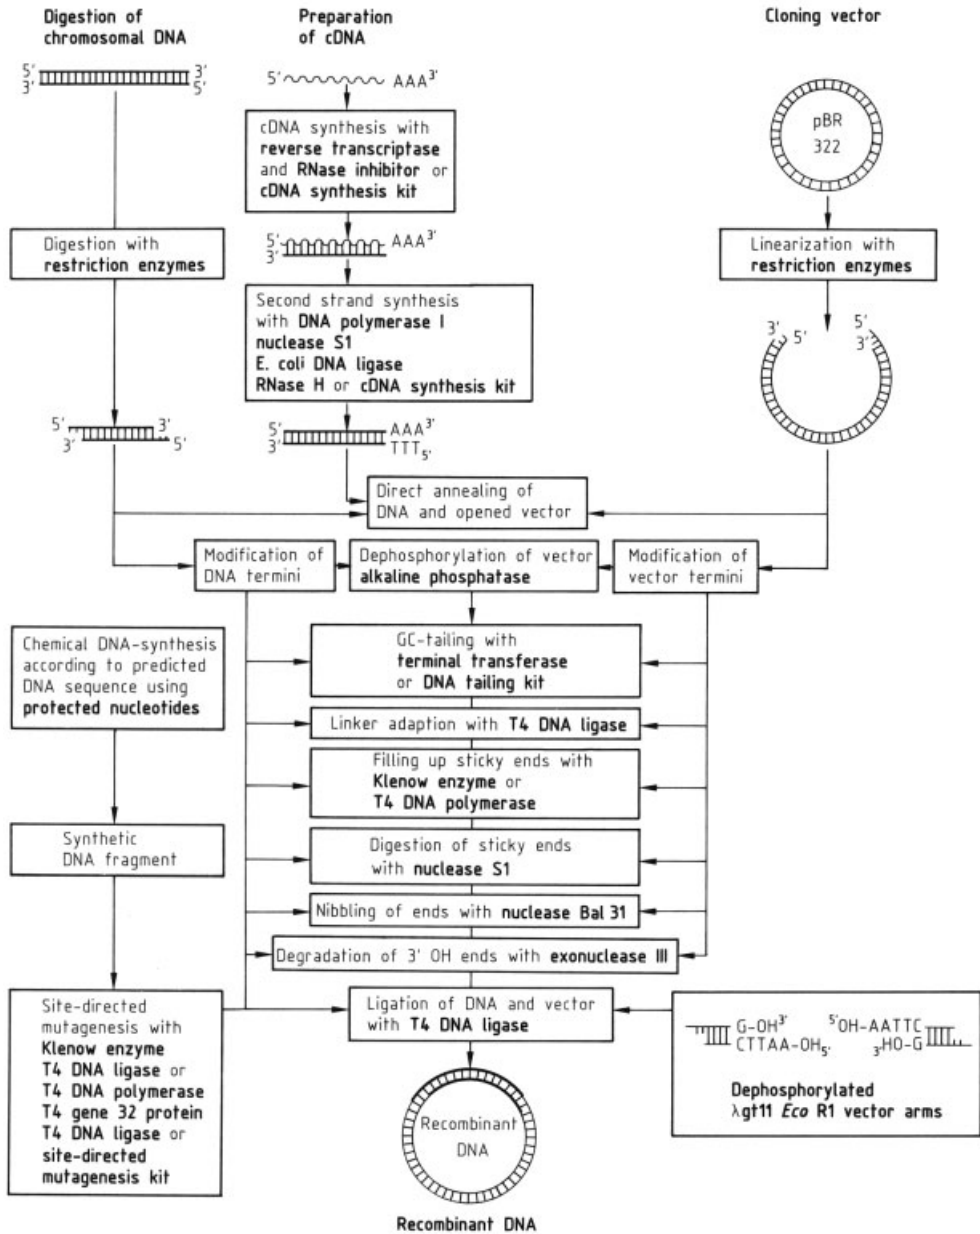 Digestion of
chromosomal DNA
5' 3'
3' 5'
Digestion with
restriction enzymes
5' 3'
3' 5'
Preparation
of cDNA
5' AAA3'
cDNA synthesis with
reverse transcriptase
and RNase inhibitor or
cDNA synthesis kit
5' AAA3'
3'
Second strand synthesis
with DNA polymerase I
nuclease S1
E. coli DNA ligase
RNase H or cDNA synthesis kit
5' AAA3'
3' TTT5'
Cloning vector
pBR
322
Linearization with
restriction enzymes
3' 5' 5'
3'
Direct annealing of
DNA and opened vector
Modification of
DNA termini
Dephosphorylation of vector
alkaline phosphatase
Modification of
vector termini
GC-tailing with
terminal transferase
or DNA tailing kit
Linker adaption with T4 DNA ligase
Filling up sticky ends with
Klenow enzyme or
T4 DNA polymerase
Digestion of sticky ends
with nuclease S1
Nibbling of ends with nuclease Bal 31
Degradation of 3' OH ends with exonuclease III
Ligation of DNA and vector
with T4 DNA ligase
Chemical DNA-synthesis
according to predicted
DNA sequence using
protected nucleotides
Synthetic
DNA fragment
Site-directed
mutagenesis with
Klenow enzyme
T4 DNA ligase or
T4 DNA polymerase
T4 gene 32 protein
T4 DNA ligase or
site-directed
mutagenesis kit
G-OH3' 5'OH-AATTC
CTTAA-OH5' 3'HO-G
Dephosphorylated
λgt11 Eco R1 vector arms
Recombinant
DNA
Recombinant DNA